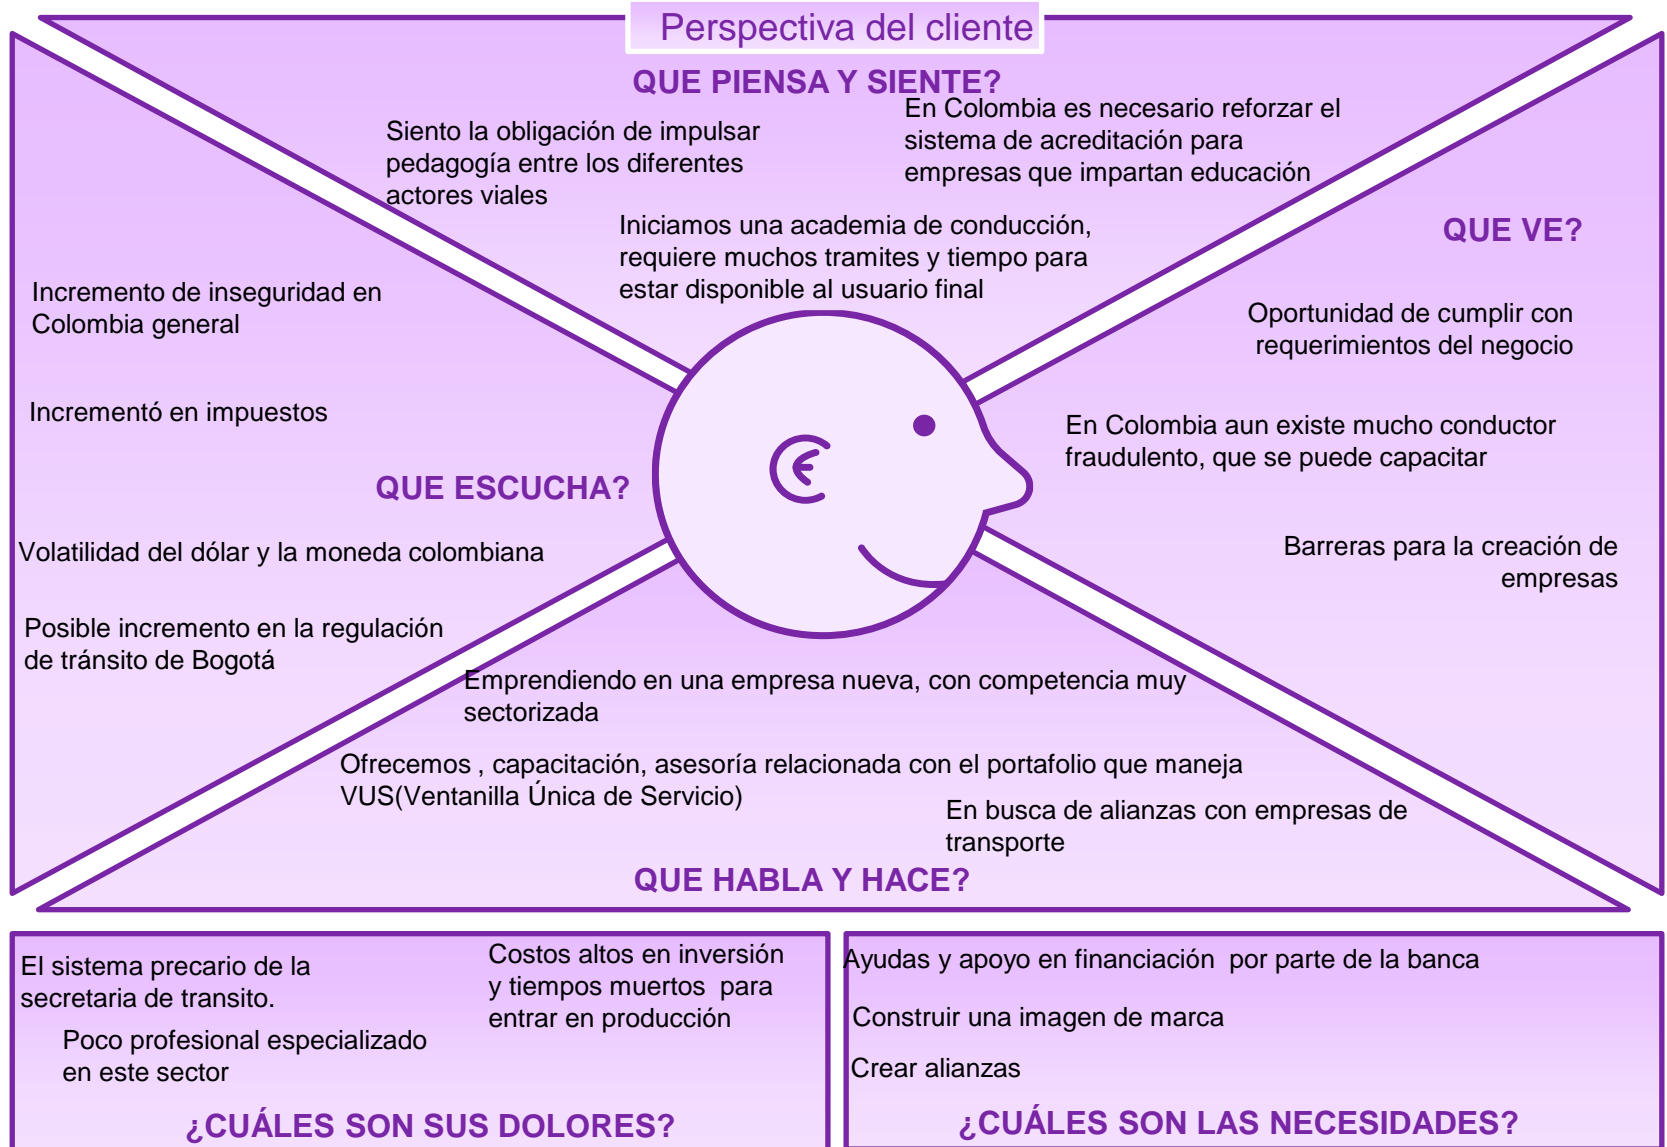 Perspectiva del cliente
QUE PIENSA Y SIENTE?
Siento la obligación de impulsar
pedagogía entre los diferentes
actores viales
En Colombia es necesario reforzar el
sistema de acreditación para
empresas que impartan educación
Iniciamos una academia de conducción,
requiere muchos tramites y tiempo para
estar disponible al usuario final
QUE VE?
Oportunidad de cumplir con
requerimientos del negocio
En Colombia aun existe mucho conductor
fraudulento, que se puede capacitar
Barreras para la creación de
empresas
Incremento de inseguridad en
Colombia general
Incrementó en impuestos
QUE ESCUCHA?
Volatilidad del dólar y la moneda colombiana
Posible incremento en la regulación
de tránsito de Bogotá
Emprendiendo en una empresa nueva, con competencia muy
sectorizada
Ofrecemos , capacitación, asesoría relacionada con el portafolio que maneja
VUS(Ventanilla Única de Servicio)
En busca de alianzas con empresas de
transporte
QUE HABLA Y HACE?
El sistema precario de la
secretaria de transito.
Costos altos en inversión
y tiempos muertos  para
entrar en producción
Poco profesional especializado
en este sector
¿CUÁLES SON SUS DOLORES?
Ayudas y apoyo en financiación  por parte de la banca
Construir una imagen de marca
Crear alianzas
¿CUÁLES SON LAS NECESIDADES?